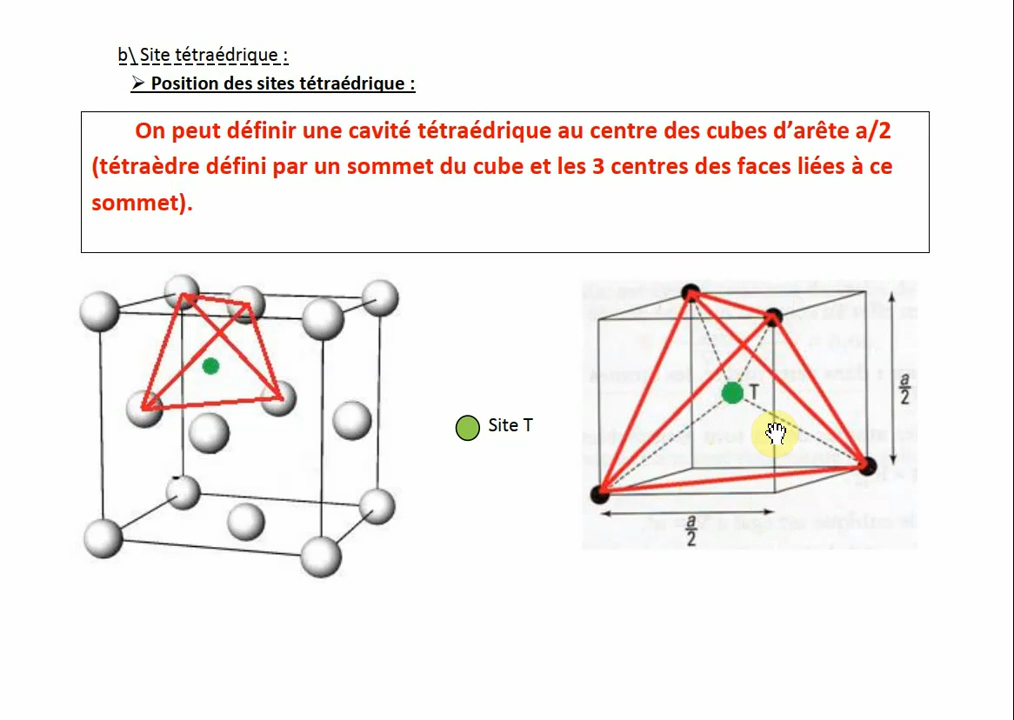 b\ Site tétraédrique :
➤ Position des sites tétraédrique :
On peut définir une cavité tétraédrique au centre des cubes d’arête a/2
(tétraèdre défini par un sommet du cube et les 3 centres des faces liées à ce
sommet).
Site T
T
a/2
a/2